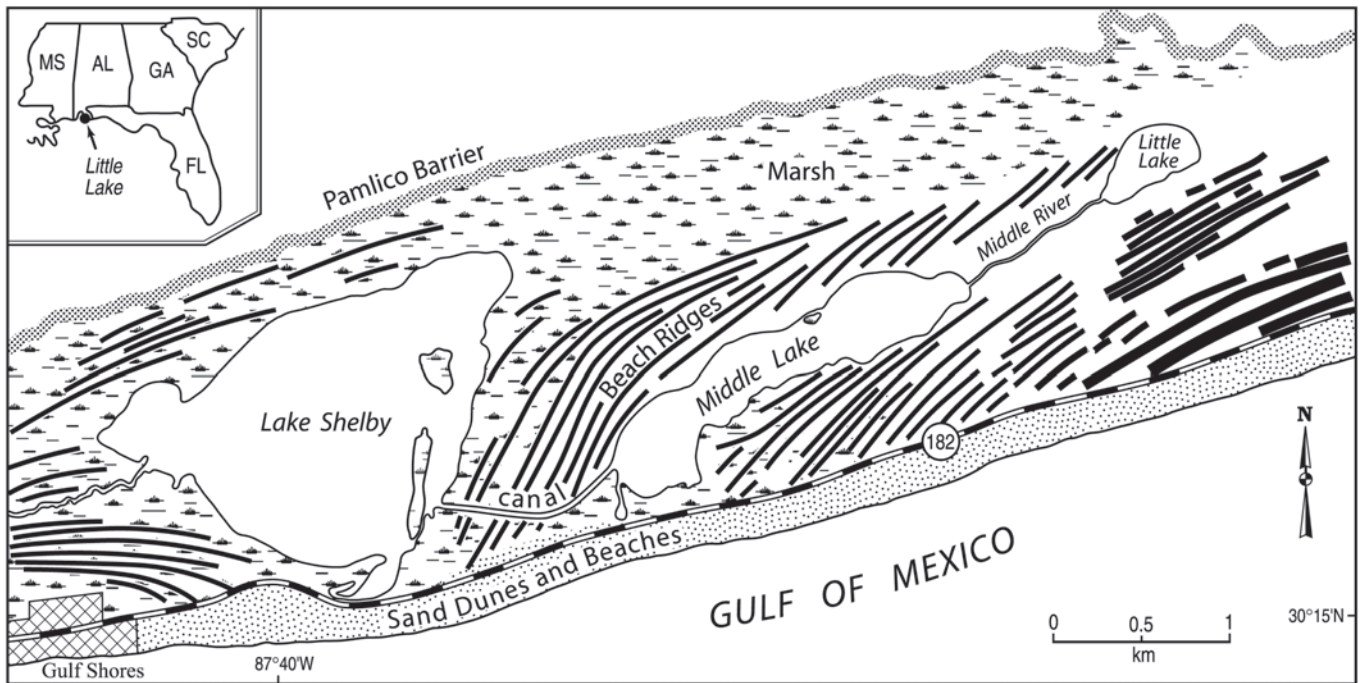 MS
AL
GA
SC
FL
Little
Lake
Pamlico Barrier
Marsh
Little
Lake
Middle River
Beach Ridges
Middle Lake
Lake Shelby
canal
182
Sand Dunes and Beaches
GULF OF MEXICO
N
0 0.5 1
km
30°15'N
Gulf Shores
87°40'W